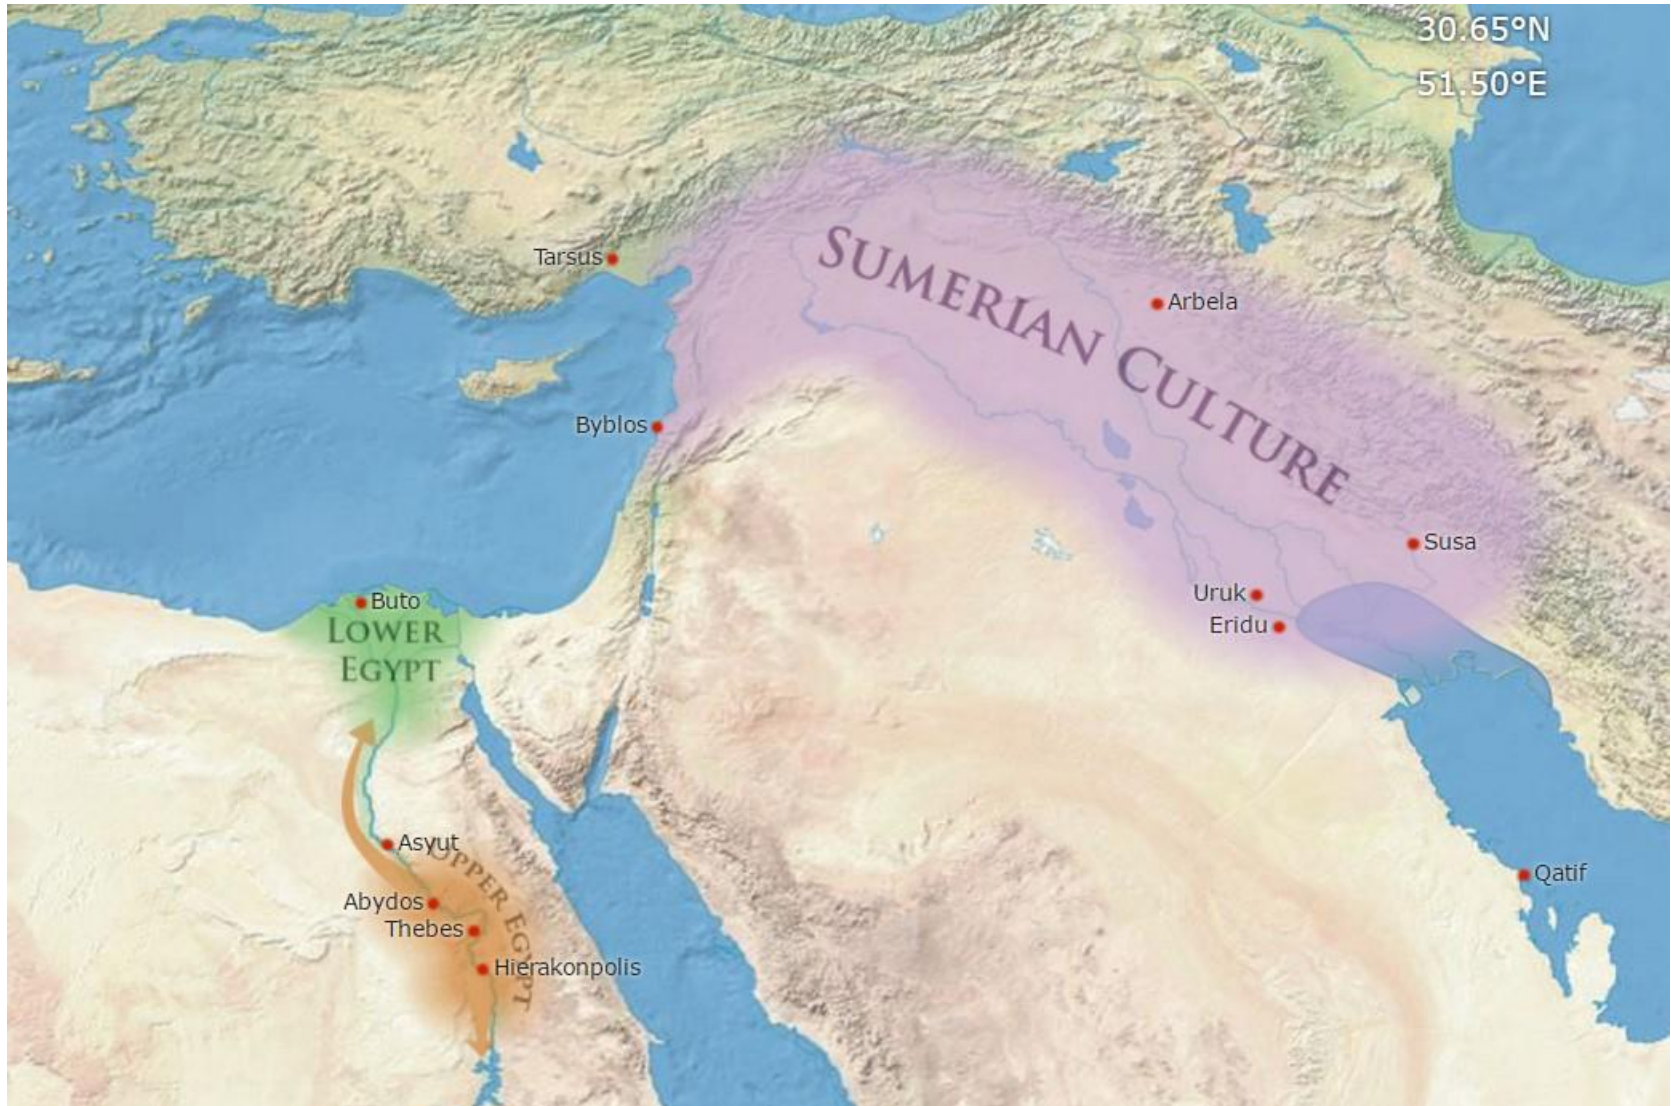 30.65°N
51.50°E
Tarsus
SUMERIAN CULTURE
Arbela
Byblos
Susa
Uruk
Eridu
Buto
LOWER
EGYPT
Asyut
UPPER EGYPT
Abydos
Thebes
Hierakonpolis
Qatif